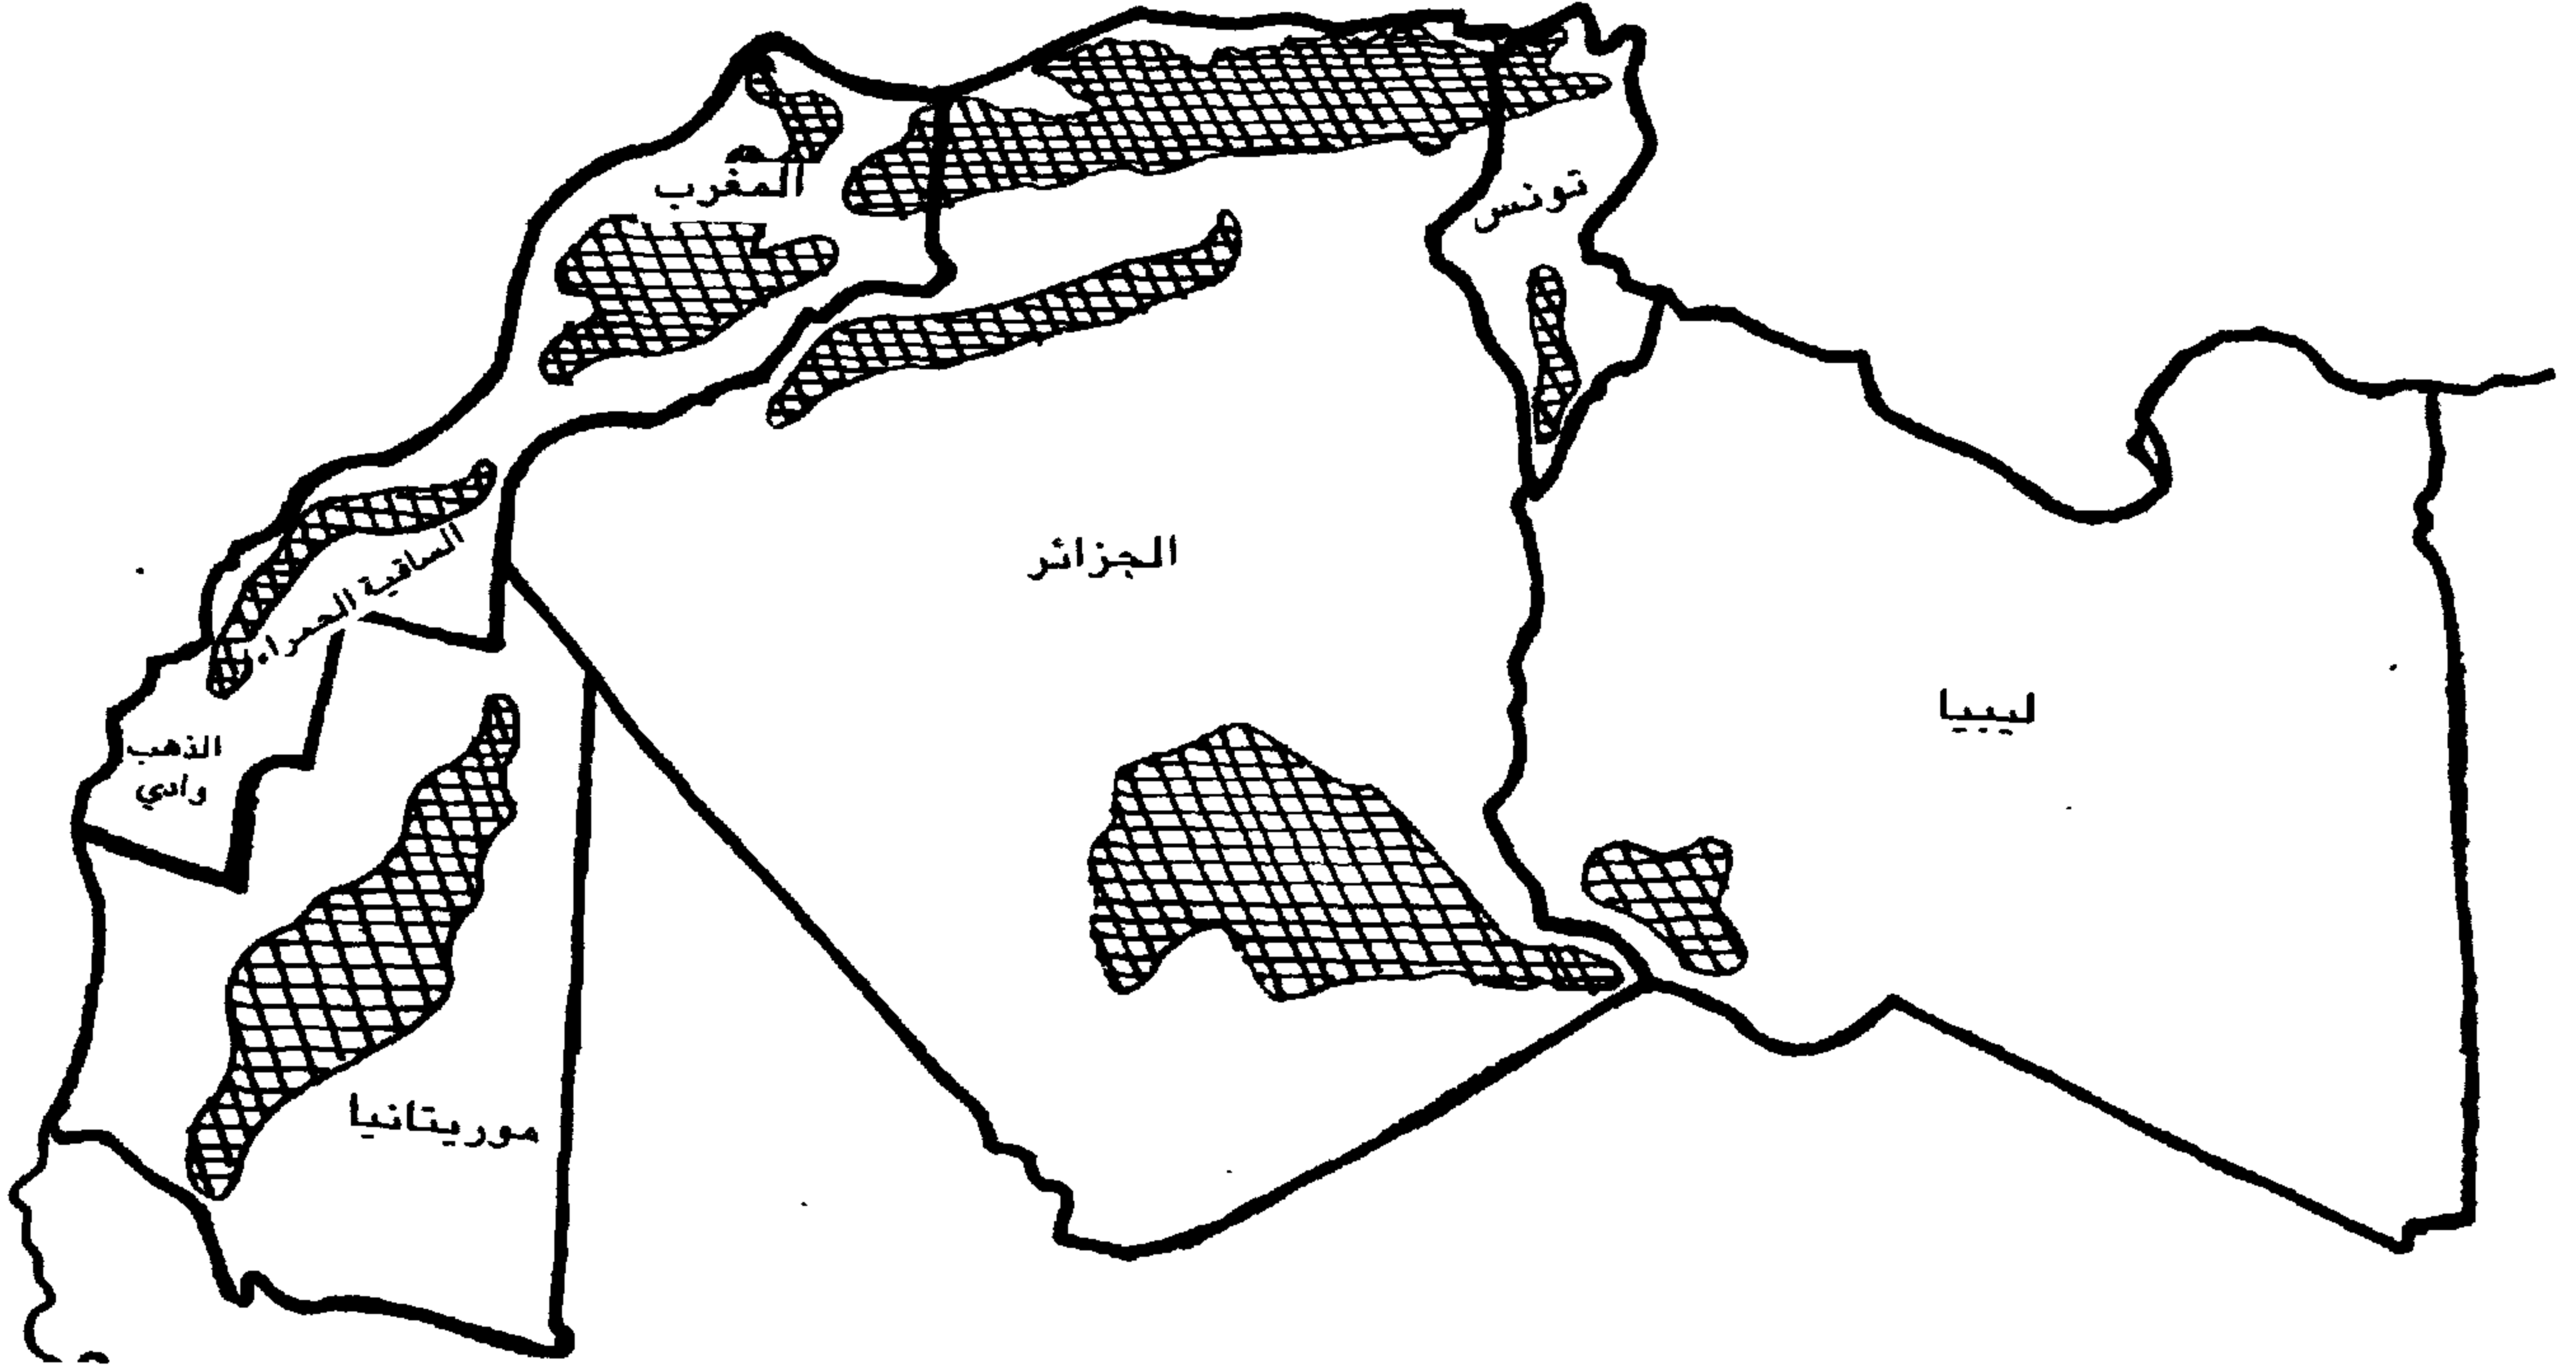 المغرب
تونس
الجزائر
الساقية الحمراء
ليبيا
الذهب
وادي
موريتانيا